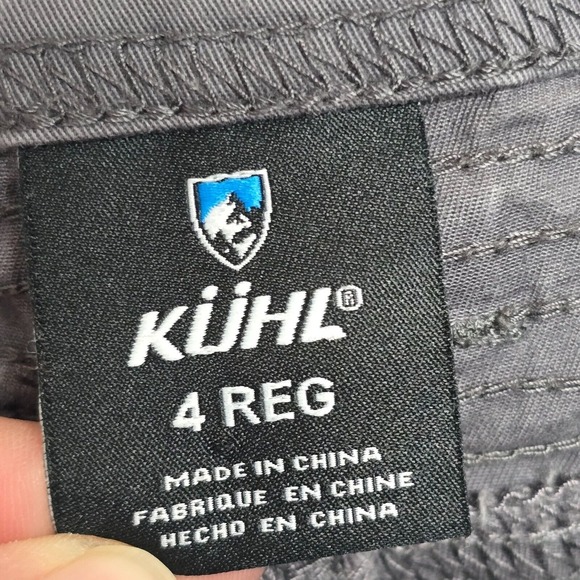 KÜHL®
4 REG
MADE IN CHINA
FABRIQUE EN CHINE
HECHO EN CHINA